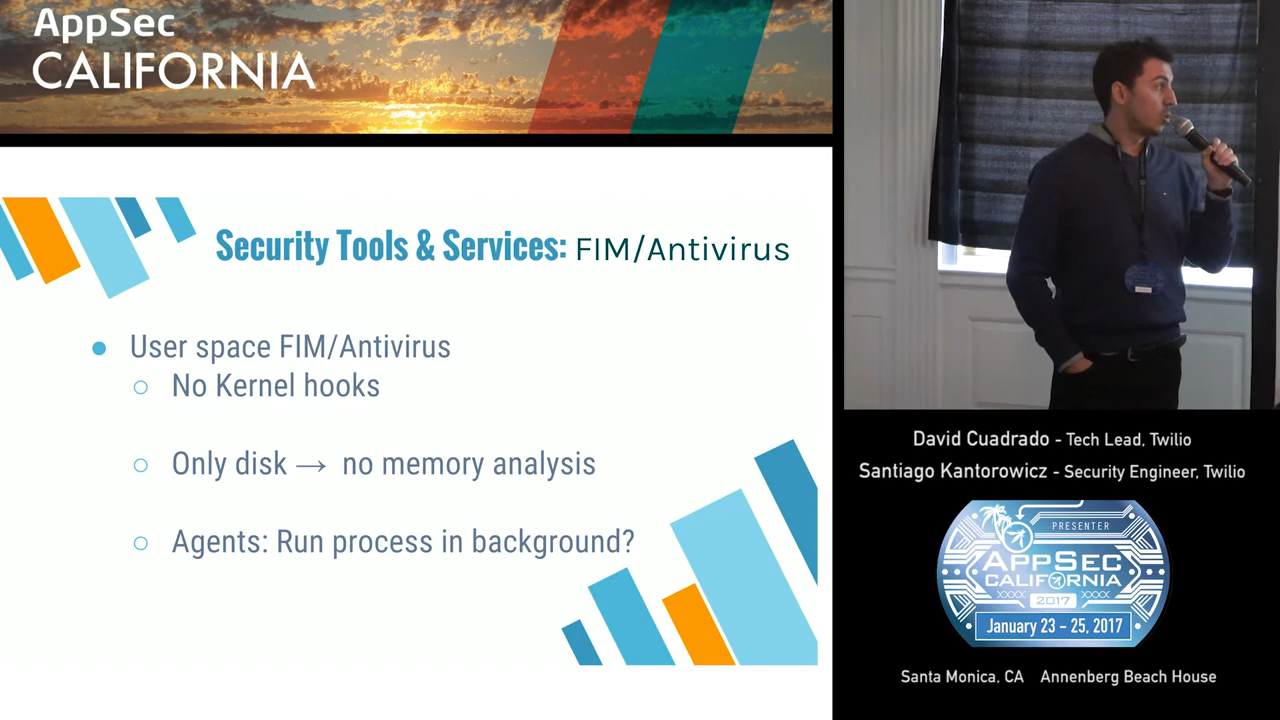 AppSec
CALIFORNIA
Security Tools & Services: FIM/Antivirus
● User space FIM/Antivirus
○ No Kernel hooks
○ Only disk → no memory analysis
○ Agents: Run process in background?
David Cuadrado - Tech Lead, Twilio
Santiago Kantorowicz - Security Engineer, Twilio
PRESENTER
APPSEC
CALIFORNIA
2017
January 23 - 25, 2017
Santa Monica, CA Annenberg Beach House